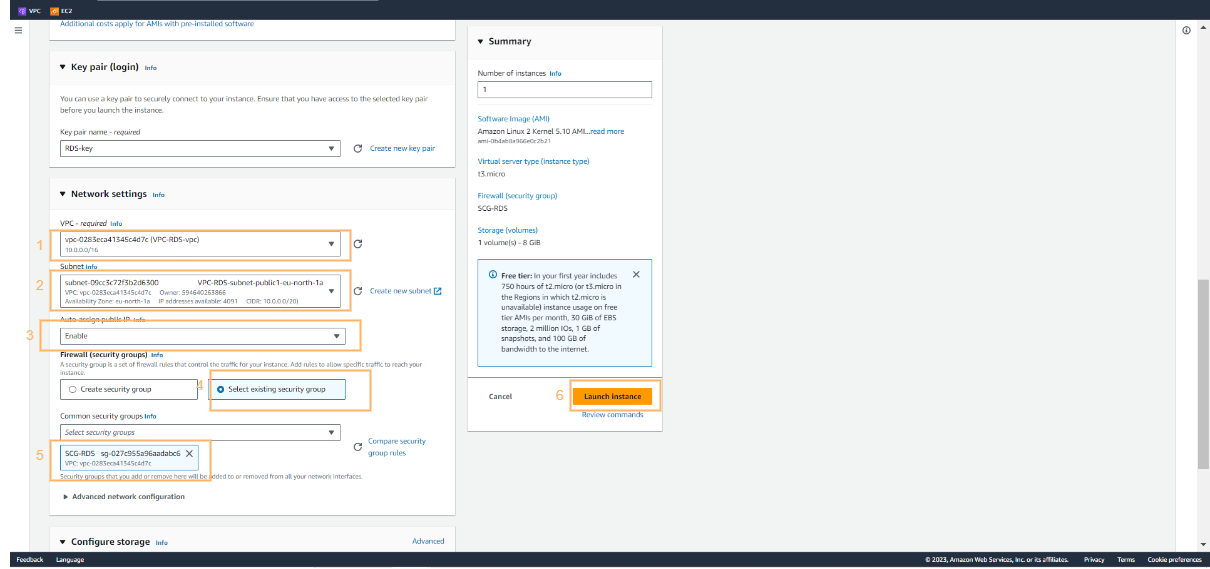 VPC EC2
Additional costs apply for AMIs with pre-installed software
Key pair (login) Info
You can use a key pair to securely connect to your instance. Ensure that you have access to the selected key pair
before you launch the instance.
Key pair name - required
RDS-key
Create new key pair
Network settings Info
VPC - required Info
1
vpc-0283eca41345c4d7c (VPC-RDS-vpc)
10.0.0.0/16
Subnet Info
2
subnet-09cc3c72f3b2d6300 VPC-RDS-subnet-public1-eu-north-1a
VPC: vpc-0283eca41345c4d7c Owner: 594640263866
Availability Zone: eu-north-1a IP addresses available: 4091 CIDR: 10.0.0.0/20)
Create new subnet
Auto-assign public IP Info
3
Enable
Firewall (security groups) Info
A security group is a set of firewall rules that control the traffic for your instance. Add rules to allow specific traffic to reach your
instance.
Create security group
4
Select existing security group
Common security groups Info
Select security groups
Compare security
group rules
5
SCG-RDS sg-027c955a96aadabc6
VPC: vpc-0283eca41345c4d7c
Security groups that you add or remove here will be added to or removed from all your network interfaces.
Advanced network configuration
Configure storage Info
Advanced
Summary
Number of instances Info
1
Software Image (AMI)
Amazon Linux 2 Kernel 5.10 AMI...read more
ami-0b4ab8a966e0c2b21
Virtual server type (instance type)
t3.micro
Firewall (security group)
SCG-RDS
Storage (volumes)
1 volume(s) - 8 GiB
Free tier: In your first year includes
750 hours of t2.micro (or t3.micro in
the Regions in which t2.micro is
unavailable) instance usage on free
tier AMIs per month, 30 GiB of EBS
storage, 2 million IOs, 1 GB of
snapshots, and 100 GB of
bandwidth to the internet.
Cancel
6
Launch instance
Review commands
Feedback Language
© 2023, Amazon Web Services, Inc. or its affiliates. Privacy Terms Cookie preferences